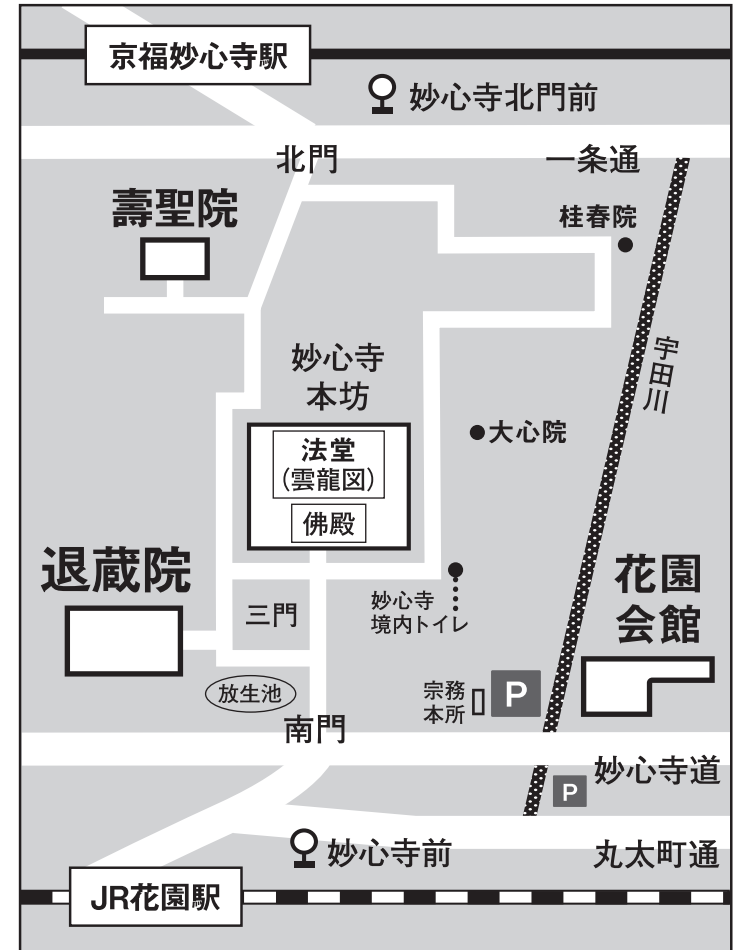 京福妙心寺駅
妙心寺北門前
北門
一条通
壽聖院
桂春院
宇田川
妙心寺
本坊
法堂
(雲龍図)
佛殿
大心院
退蔵院
花園
会館
三門
妙心寺
境内トイレ
放生池
宗務
本所
P
南門
妙心寺道
P
妙心寺前
丸太町通
JR花園駅